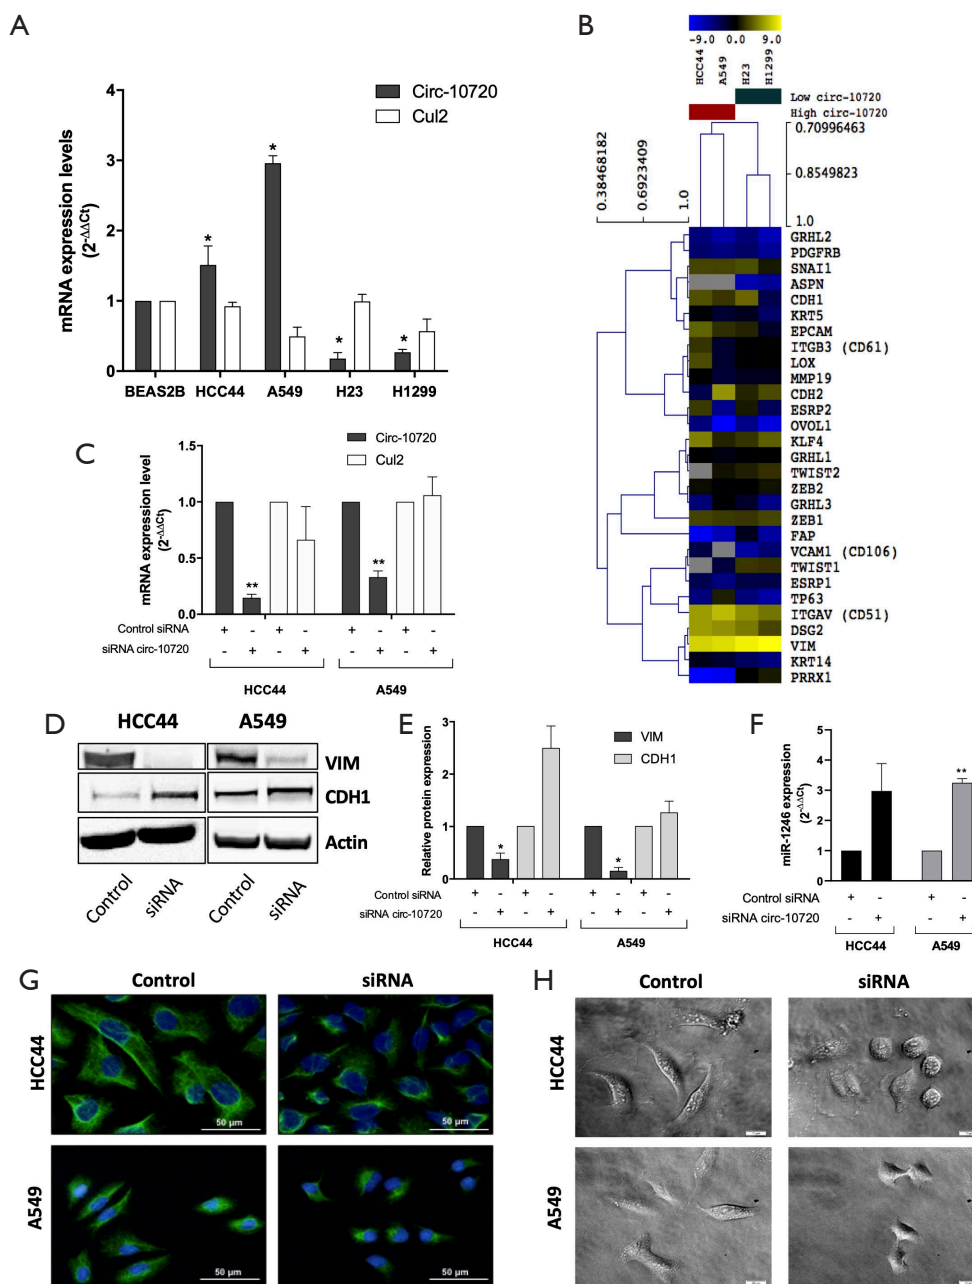 A
Circ-10720
Cul2
mRNA expression levels
(2-ΔΔCt)
4
3
2
1
0
*
*
*
*
BEAS2B HCC44 A549 H23 H1299
B
-9.0 0.0 9.0
HCC44
A549
H23
H1299
Low circ-10720
High circ-10720
0.38468182
0.6923409
1.0
0.70996463
0.8549823
1.0
GRHL2
PDGFRB
SNAI1
ASPN
CDH1
KRT5
EPCAM
ITGB3 (CD61)
LOX
MMP19
CDH2
ESRP2
OVOL1
KLF4
GRHL1
TWIST2
ZEB2
GRHL3
ZEB1
FAP
VCAM1 (CD106)
TWIST1
ESRP1
TP63
ITGAV (CD51)
DSG2
VIM
KRT14
PRRX1
C
Circ-10720
Cul2
mRNA expression level
(2-ΔΔCt)
1.5
1.0
0.5
0.0
**
**
Control siRNA + - + - + - + -
siRNA circ-10720 - + - + - + - +
HCC44 A549
D
HCC44 A549
VIM
CDH1
Actin
Control
siRNA
Control
siRNA
E
VIM
CDH1
Relative protein expression
3
2
1
0
*
*
Control siRNA + - + - + - + -
siRNA circ-10720 - + - + - + - +
HCC44 A549
F
miR-1246 expression
(2-ΔΔCt)
5
4
3
2
1
0
**
Control siRNA + - + -
siRNA circ-10720 - + - +
HCC44 A549
G
Control siRNA
HCC44
50 μm
50 μm
A549
50 μm
50 μm
H
Control siRNA
HCC44
A549